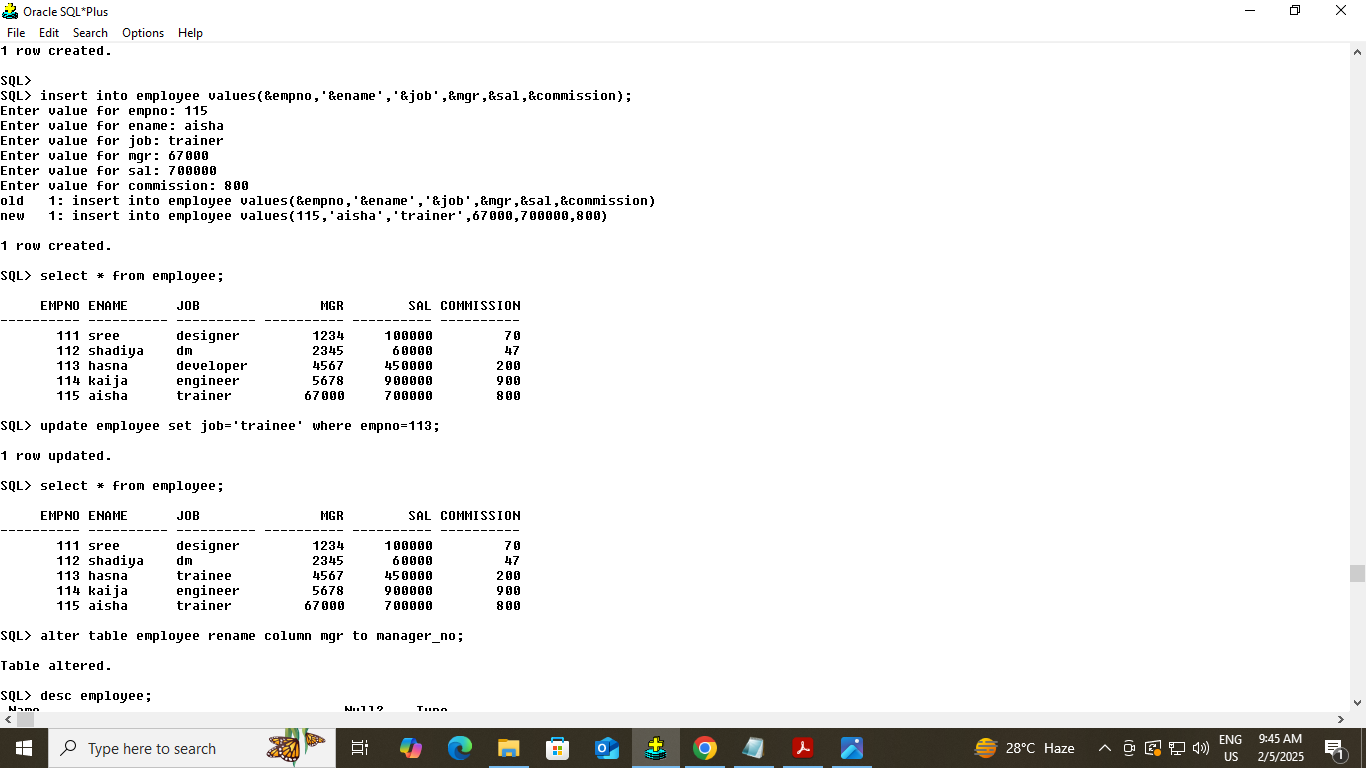 Oracle SQL*Plus
File Edit Search Options Help
1 row created.
SQL>
SQL> insert into employee values(&empno,'&ename','&job',&mgr,&sal,&commission);
Enter value for empno: 115
Enter value for ename: aisha
Enter value for job: trainer
Enter value for mgr: 67000
Enter value for sal: 700000
Enter value for commission: 800
old   1: insert into employee values(&empno,'&ename','&job',&mgr,&sal,&commission)
new   1: insert into employee values(115,'aisha','trainer',67000,700000,800)
1 row created.
SQL> select * from employee;
     EMPNO ENAME      JOB               MGR        SAL COMMISSION
---------- ---------- ---------- ---------- ---------- ----------
       111 sree       designer         1234     100000         70
       112 shadiya    dm               2345      60000         47
       113 hasna      developer        4567     450000        200
       114 kaija      engineer         5678     900000        900
       115 aisha      trainer         67000     700000        800
SQL> update employee set job='trainee' where empno=113;
1 row updated.
SQL> select * from employee;
     EMPNO ENAME      JOB               MGR        SAL COMMISSION
---------- ---------- ---------- ---------- ---------- ----------
       111 sree       designer         1234     100000         70
       112 shadiya    dm               2345      60000         47
       113 hasna      trainee          4567     450000        200
       114 kaija      engineer         5678     900000        900
       115 aisha      trainer         67000     700000        800
SQL> alter table employee rename column mgr to manager_no;
Table altered.
SQL> desc employee;
Name Null? Type
Type here to search
28°C Haze
ENG
US
9:45 AM
2/5/2025
1